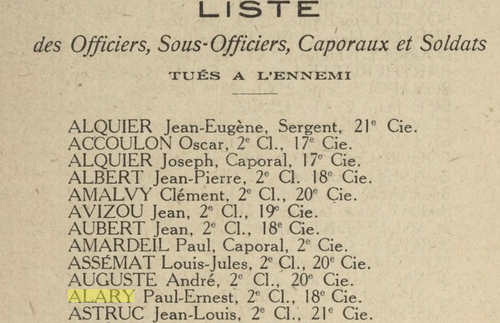 LISTE
des Officiers, Sous-Officiers, Caporaux et Soldats
TUÉS A L'ENNEMI
ALQUIER Jean-Eugène, Sergent, 21e Cie.
ACCOULON Oscar, 2e Cl., 17e Cie.
ALQUIER Joseph, Caporal, 17e Cie.
ALBERT Jean-Pierre, 2e Cl. 18e Cie.
AMALVY Clément, 2e Cl., 20e Cie.
AVIZOU Jean, 2e Cl., 19e Cie.
AUBERT Jean, 2e Cl., 18e Cie.
AMARDEIL Paul, Caporal, 2e Cie.
ASSÉMAT Louis-Jules, 2e Cl., 20e Cie.
AUGUSTE André, 2e Cl., 20e Cie.
ALARY Paul-Ernest, 2e Cl., 18e Cie.
ASTRUC Jean-Louis, 2e Cl., 21e Cie.